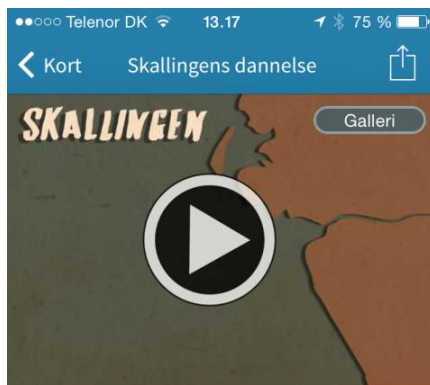 Telenor DK 13.17 75 %
Kort Skallingens dannelse
SKALLINGEN
Galleri